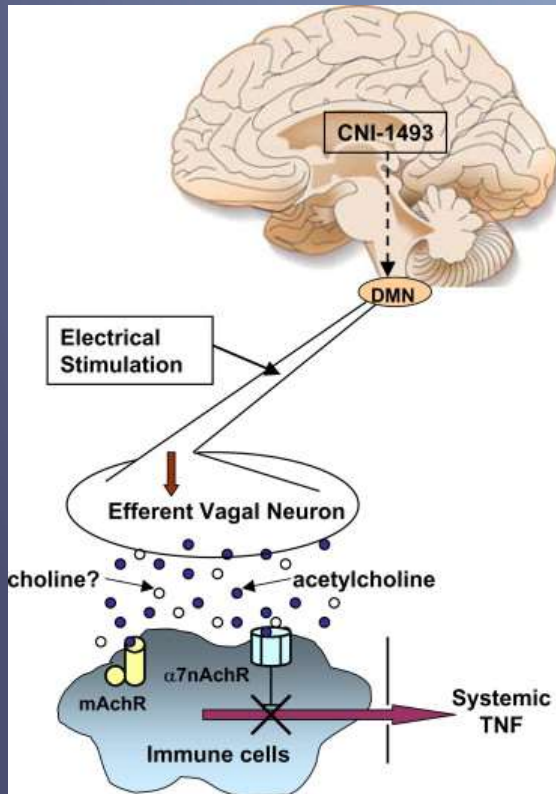 CNI-1493
DMN
Electrical
Stimulation
Efferent Vagal Neuron
choline?
acetylcholine
α7nAchR
mAchR
Systemic
TNF
Immune cells